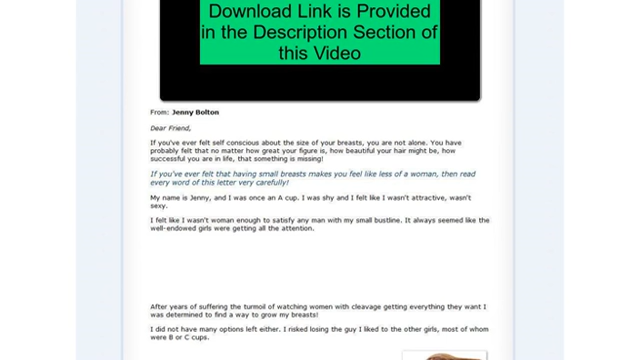 Download Link is Provided
in the Description Section of
this Video
From: Jenny Bolton
Dear Friend,
If you've ever felt self conscious about the size of your breasts, you are not alone. You have
probably felt that no matter how great your figure is, how beautiful your hair might be, how
successful you are in life, that something is missing!
If you've ever felt that having small breasts makes you feel like less of a woman, then read
every word of this letter very carefully!
My name is Jenny, and I was once an A cup. I was shy and I felt like I wasn't attractive, wasn't
sexy.
I felt like I wasn't woman enough to satisfy any man with my small bustline. It always seemed like the
well-endowed girls were getting all the attention.
After years of suffering the turmoil of watching women with cleavage getting everything they want I
was determined to find a way to grow my breasts!
I did not have many options left either. I risked losing the guy I liked to the other girls, most of whom
were B or C cups.